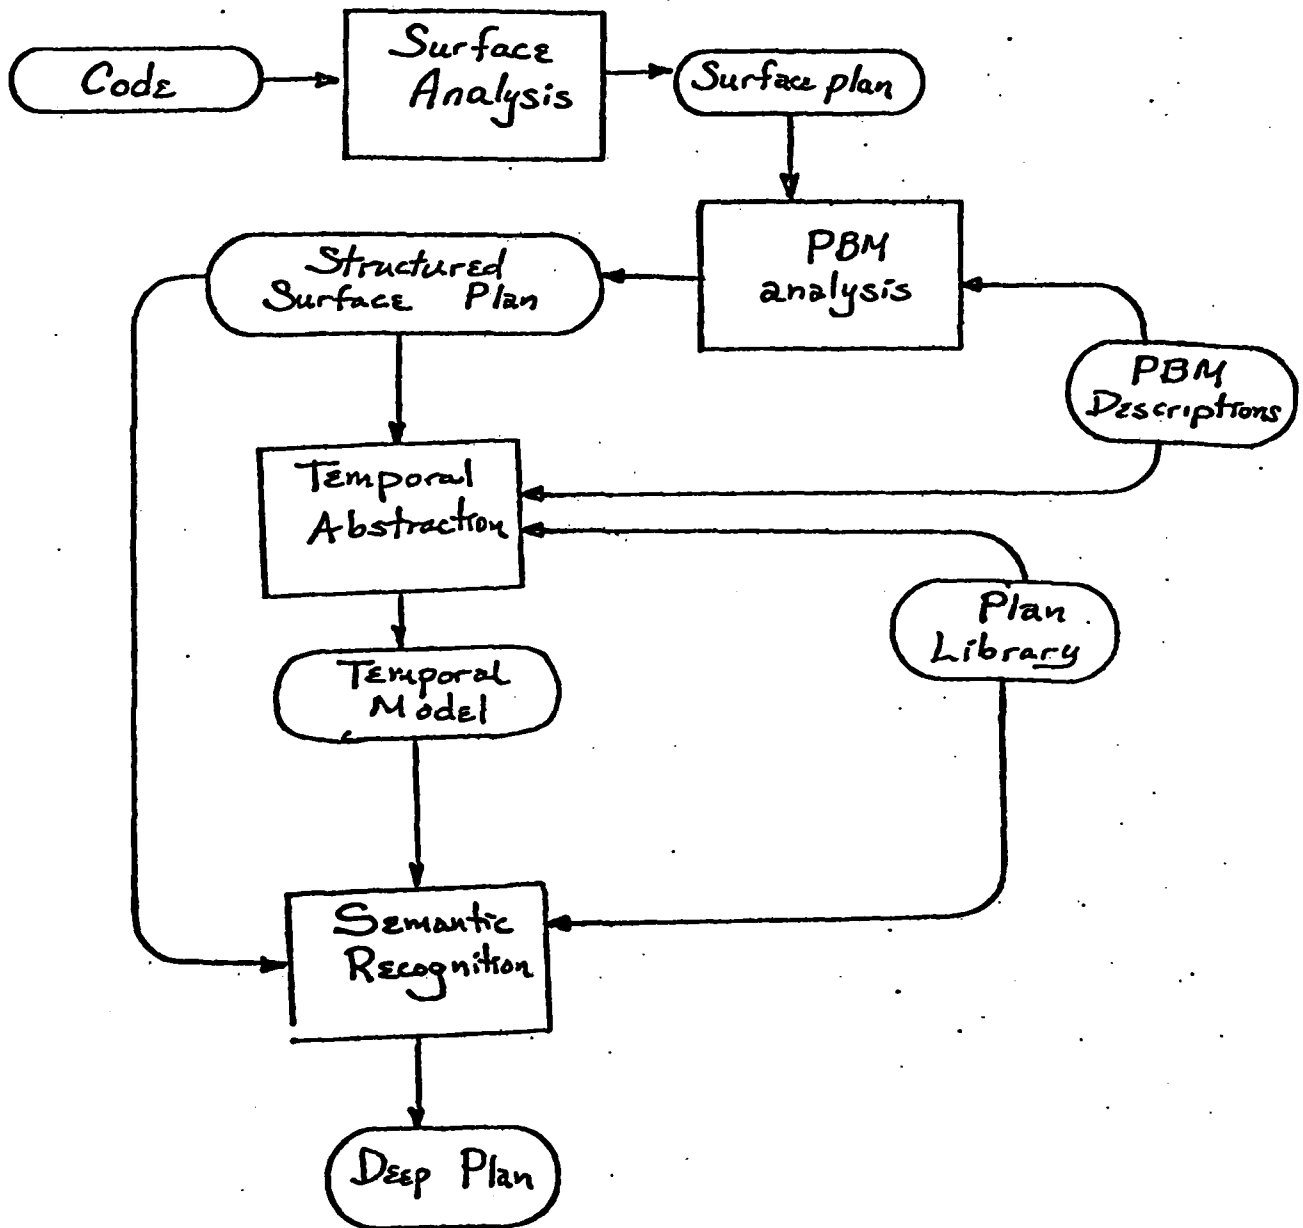 Code
Surface
Analysis
Surface plan
PBM
analysis
Structured
Surface Plan
PBM
Descriptions
Temporal
Abstraction
Plan
Library
Temporal
Model
Semantic
Recognition
Deep Plan